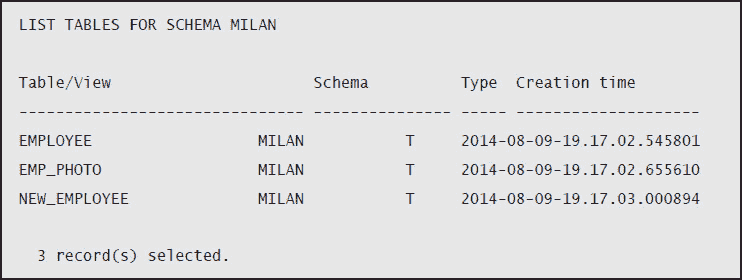 LIST TABLES FOR SCHEMA MILAN
Table/View                      Schema          Type  Creation time
------------------------------- --------------- ----- --------------------
EMPLOYEE                  MILAN           T     2014-08-09-19.17.02.545801
EMP_PHOTO                 MILAN           T     2014-08-09-19.17.02.655610
NEW_EMPLOYEE              MILAN           T     2014-08-09-19.17.03.000894
  3 record(s) selected.